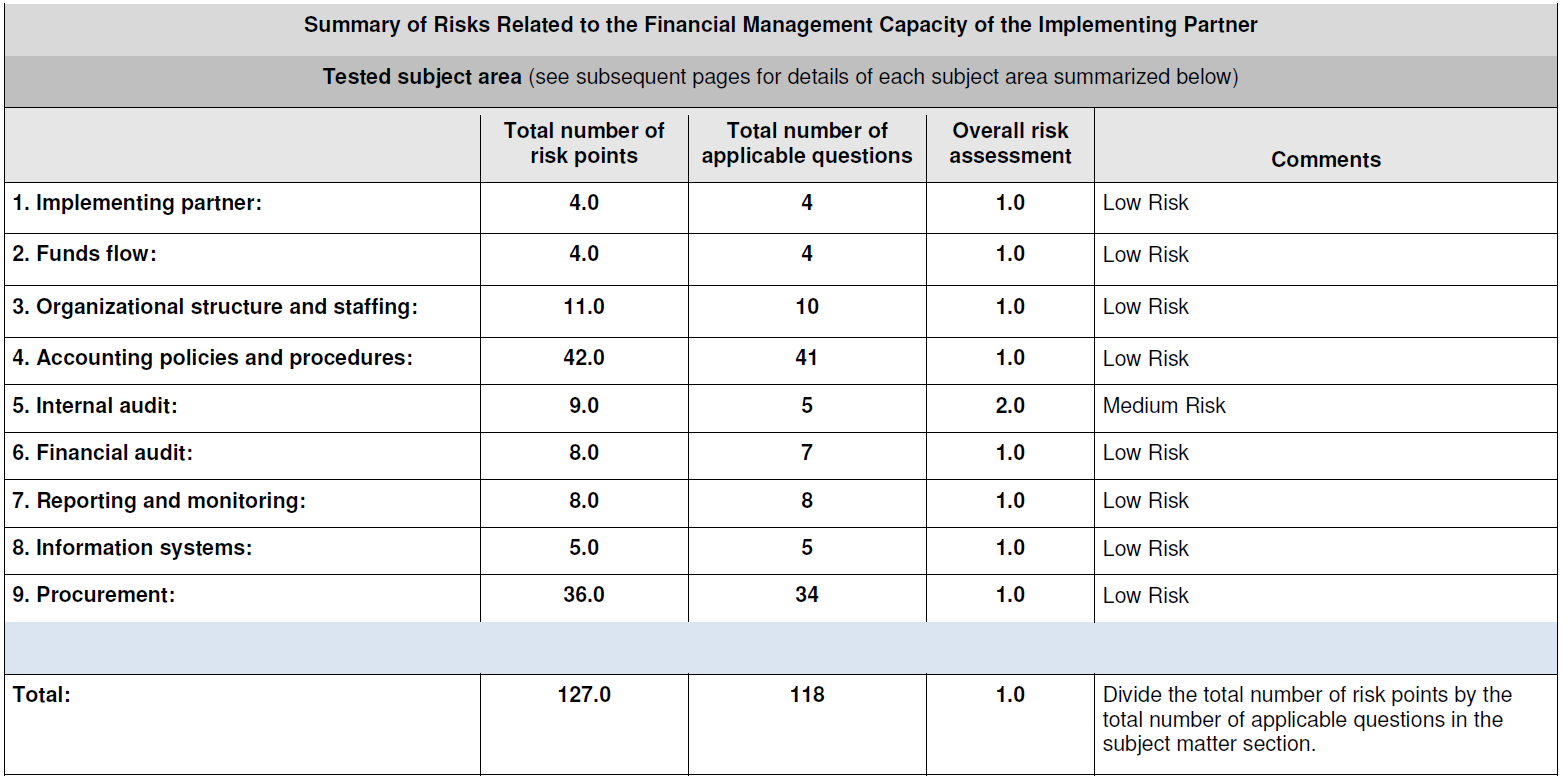 Summary of Risks Related to the Financial Management Capacity of the Implementing Partner
Tested subject area (see subsequent pages for details of each subject area summarized below)
Total number of risk points Total number of applicable questions Overall risk assessment Comments
1. Implementing partner: 4.0 4 1.0 Low Risk
2. Funds flow: 4.0 4 1.0 Low Risk
3. Organizational structure and staffing: 11.0 10 1.0 Low Risk
4. Accounting policies and procedures: 42.0 41 1.0 Low Risk
5. Internal audit: 9.0 5 2.0 Medium Risk
6. Financial audit: 8.0 7 1.0 Low Risk
7. Reporting and monitoring: 8.0 8 1.0 Low Risk
8. Information systems: 5.0 5 1.0 Low Risk
9. Procurement: 36.0 34 1.0 Low Risk
Total: 127.0 118 1.0 Divide the total number of risk points by the
total number of applicable questions in the
subject matter section.